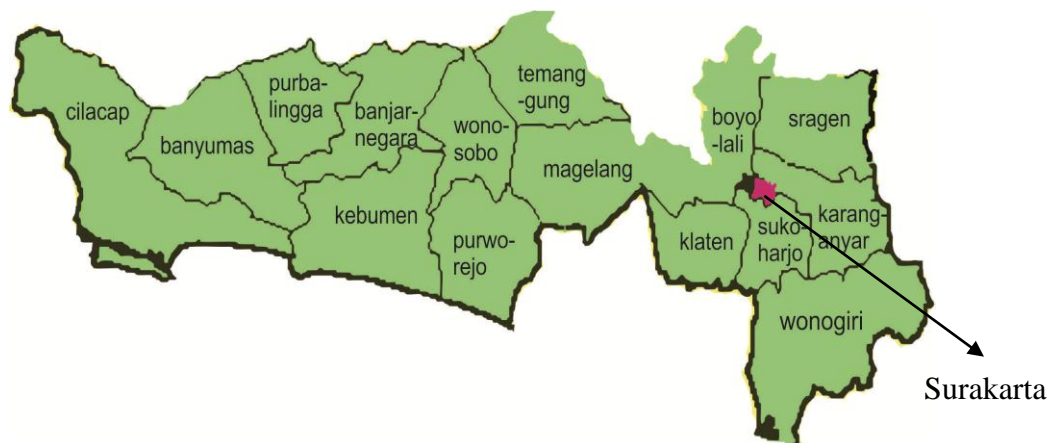 cilacap
banyumas
purba-
lingga
banjar-
negara
wono-
sobo
temang
-gung
kebumen
purwo-
rejo
magelang
boyo
-lali
sragen
klaten
suko-
harjo
karang-
anyar
wonogiri
Surakarta